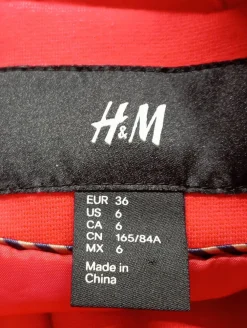 H&M
EUR 36
US 6
CA 6
CN 165/84A
MX 6
Made in
China